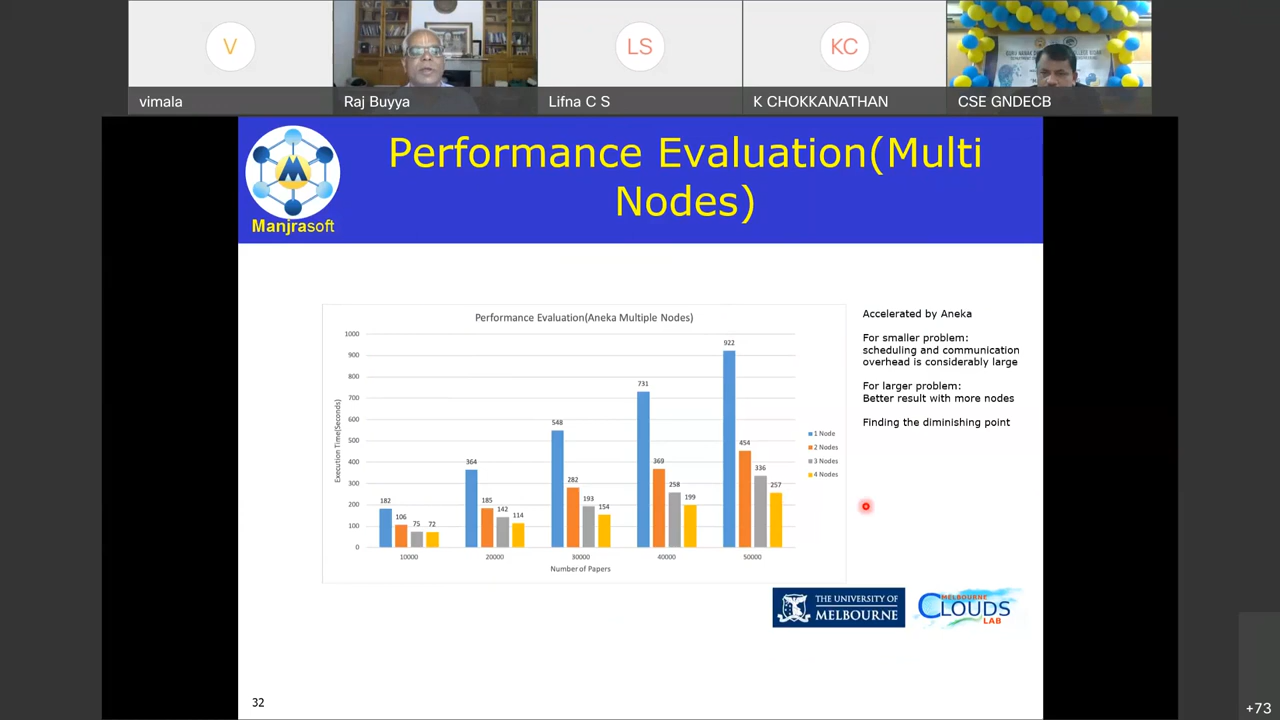 V
LS
KC
vimala
Raj Buyya
Lifna C S
K CHOKKANATHAN
CSE GNDECB
Performance Evaluation(Multi
Nodes)
Manjrasoft
Performance Evaluation(Aneka Multiple Nodes)
Execution Time(Seconds)
1000
900
800
700
600
500
400
300
200
100
0
182
106
75
72
364
185
142
114
548
282
193
154
731
369
258
199
922
454
336
257
10000
20000
30000
40000
50000
Number of Papers
1 Node
2 Nodes
3 Nodes
4 Nodes
Accelerated by Aneka
For smaller problem:
scheduling and communication
overhead is considerably large
For larger problem:
Better result with more nodes
Finding the diminishing point
THE UNIVERSITY OF
MELBOURNE
MELBOURNE
CLOUDS
LAB
32
+73